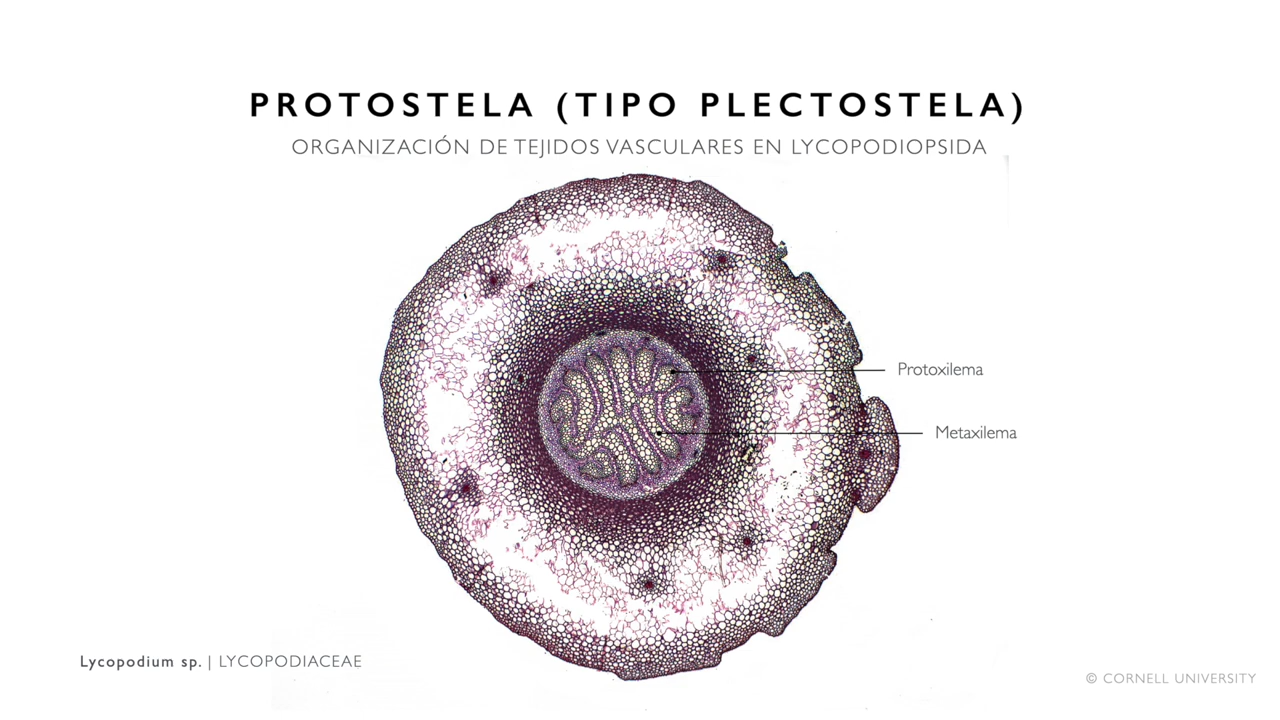 PROTOSTELA (TIPO PLECTOSTELA)
ORGANIZACIÓN DE TEJIDOS VASCULARES EN LYCOPODIOPSIDA
Protoxilema
Metaxilema
Lycopodium sp. | LYCOPODIACEAE
© CORNELL UNIVERSITY